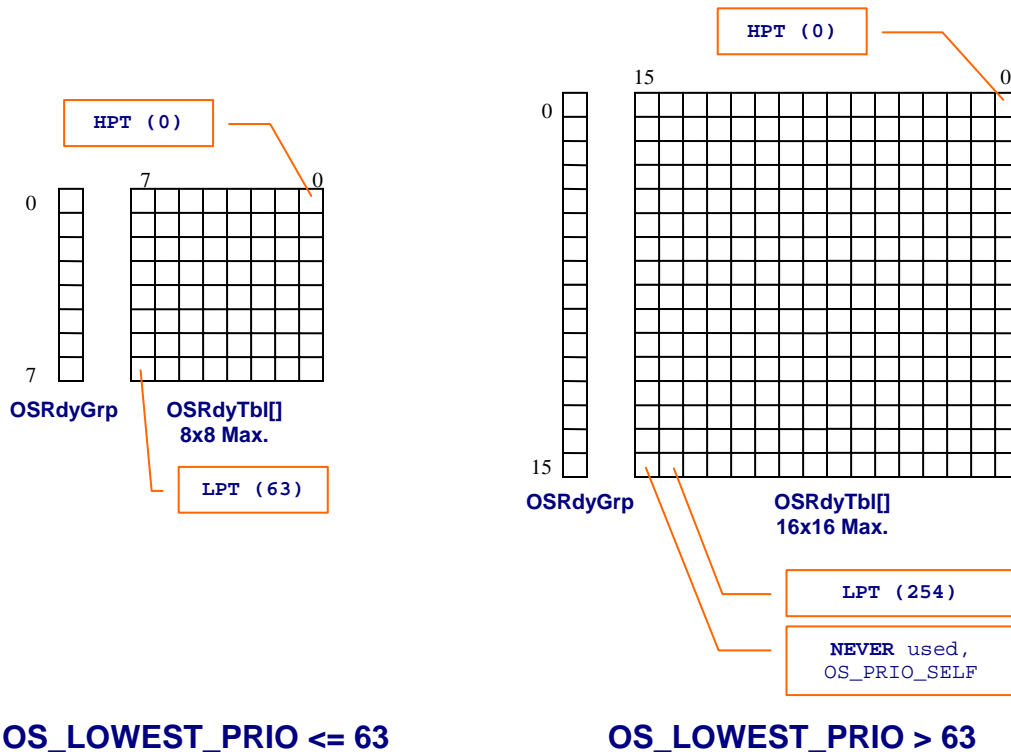 HPT (0)
7 0
0
7
OSRdyGrp
OSRdyTbl[]
8x8 Max.
LPT (63)
OS_LOWEST_PRIO <= 63
HPT (0)
15 0
0
15
OSRdyGrp
OSRdyTbl[]
16x16 Max.
LPT (254)
NEVER used,
OS_PRIO_SELF
OS_LOWEST_PRIO > 63